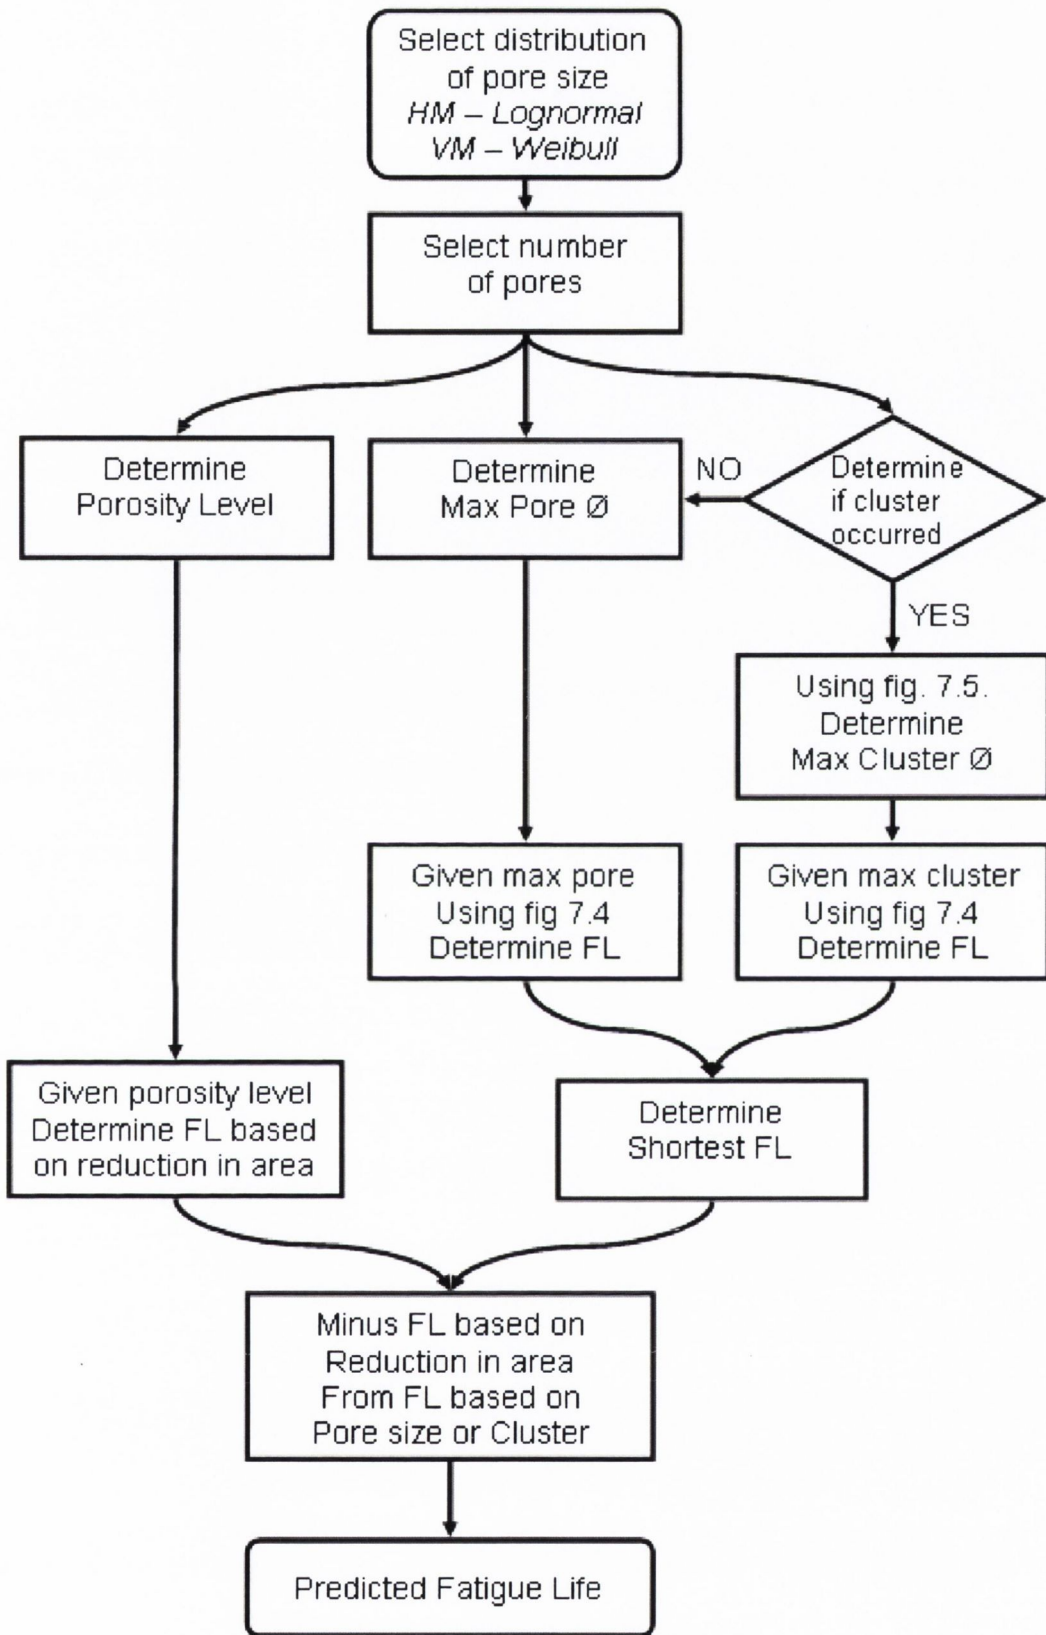 Select distribution
of pore size
HM – Lognormal
VM – Weibull
Select number
of pores
Determine
Porosity Level
Determine
Max Pore Ø
NO
Determine
if cluster
occurred
YES
Using fig. 7.5.
Determine
Max Cluster Ø
Given max pore
Using fig 7.4
Determine FL
Given max cluster
Using fig 7.4
Determine FL
Given porosity level
Determine FL based
on reduction in area
Determine
Shortest FL
Minus FL based on
Reduction in area
From FL based on
Pore size or Cluster
Predicted Fatigue Life